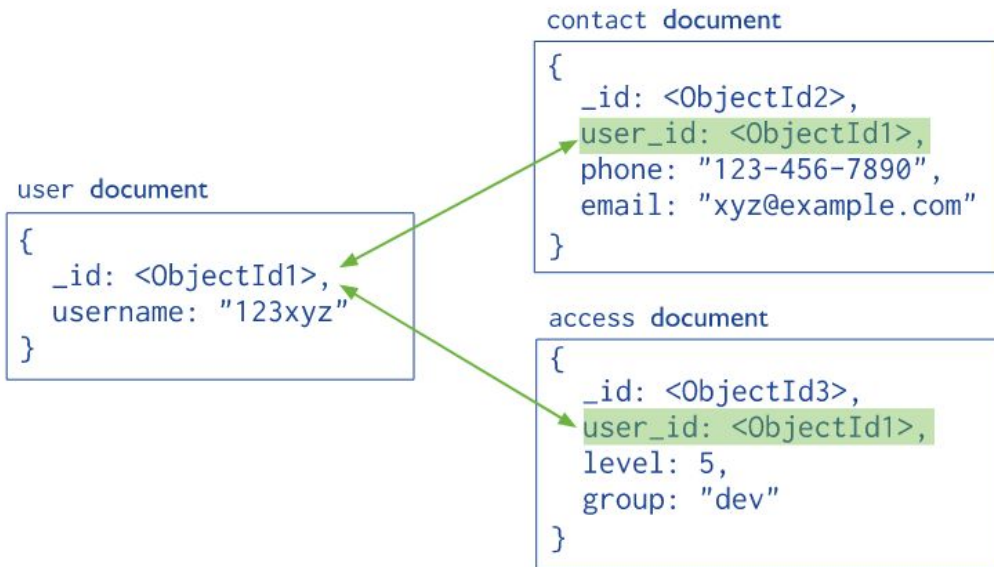 user document
{
_id: <ObjectId1>,
username: "123xyz"
}
contact document
{
_id: <ObjectId2>,
user_id: <ObjectId1>,
phone: "123-456-7890",
email: "xyz@example.com"
}
access document
{
_id: <ObjectId3>,
user_id: <ObjectId1>,
level: 5,
group: "dev"
}